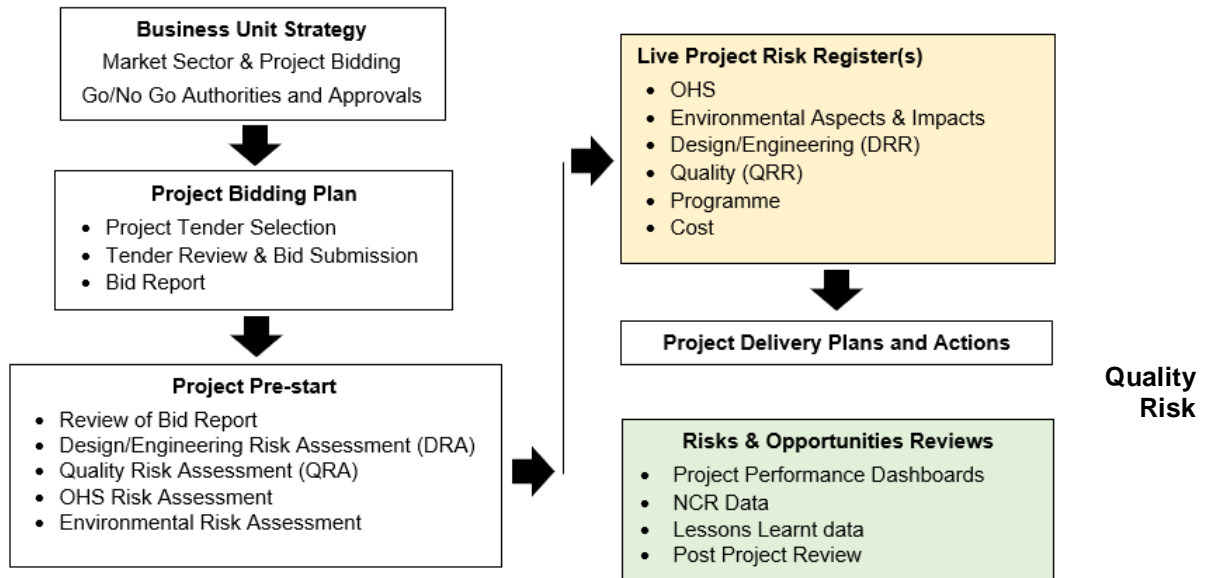 Business Unit Strategy
Market Sector & Project Bidding
Go/No Go Authorities and Approvals
Project Bidding Plan
• Project Tender Selection
• Tender Review & Bid Submission
• Bid Report
Project Pre-start
• Review of Bid Report
• Design/Engineering Risk Assessment (DRA)
• Quality Risk Assessment (QRA)
• OHS Risk Assessment
• Environmental Risk Assessment
Live Project Risk Register(s)
• OHS
• Environmental Aspects & Impacts
• Design/Engineering (DRR)
• Quality (QRR)
• Programme
• Cost
Project Delivery Plans and Actions
Risks & Opportunities Reviews
• Project Performance Dashboards
• NCR Data
• Lessons Learnt data
• Post Project Review
Quality
Risk